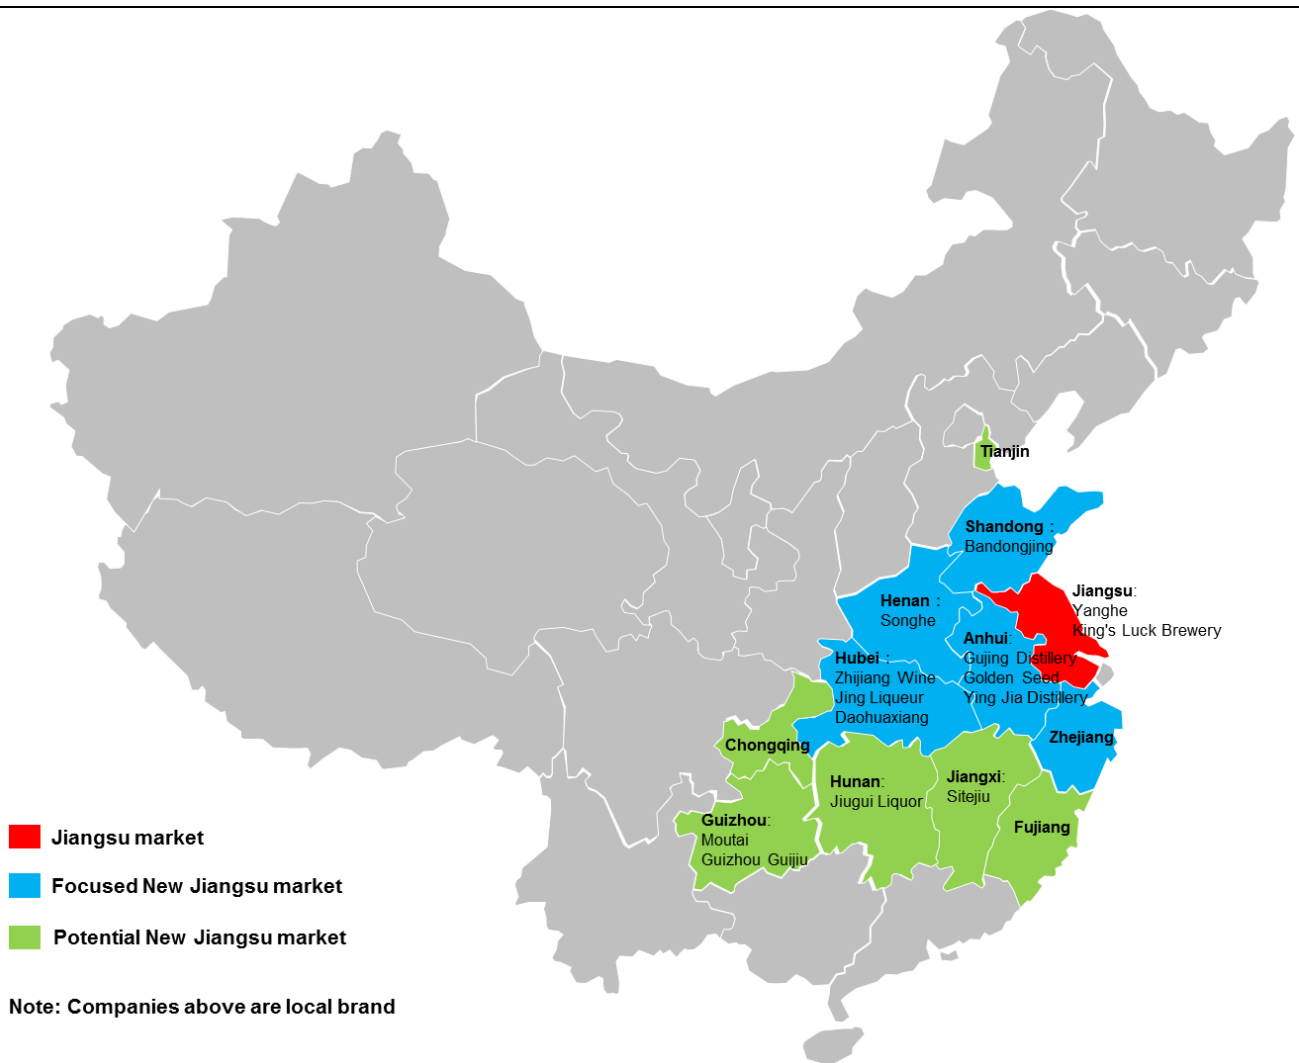 Tianjin
Shandong :
Bandongjing
Jiangsu:
Yanghe
King's Luck Brewery
Henan :
Songhe
Anhui:
Gujing Distillery
Golden Seed
Ying Jia Distillery
Hubei :
Zhijiang Wine
Jing Liqueur
Daohuaxiang
Zhejiang
Chongqing
Hunan:
Jiugui Liquor
Jiangxi:
Sitejiu
Guizhou:
Moutai
Guizhou Guijiu
Fujiang
Jiangsu market
Focused New Jiangsu market
Potential New Jiangsu market
Note: Companies above are local brand